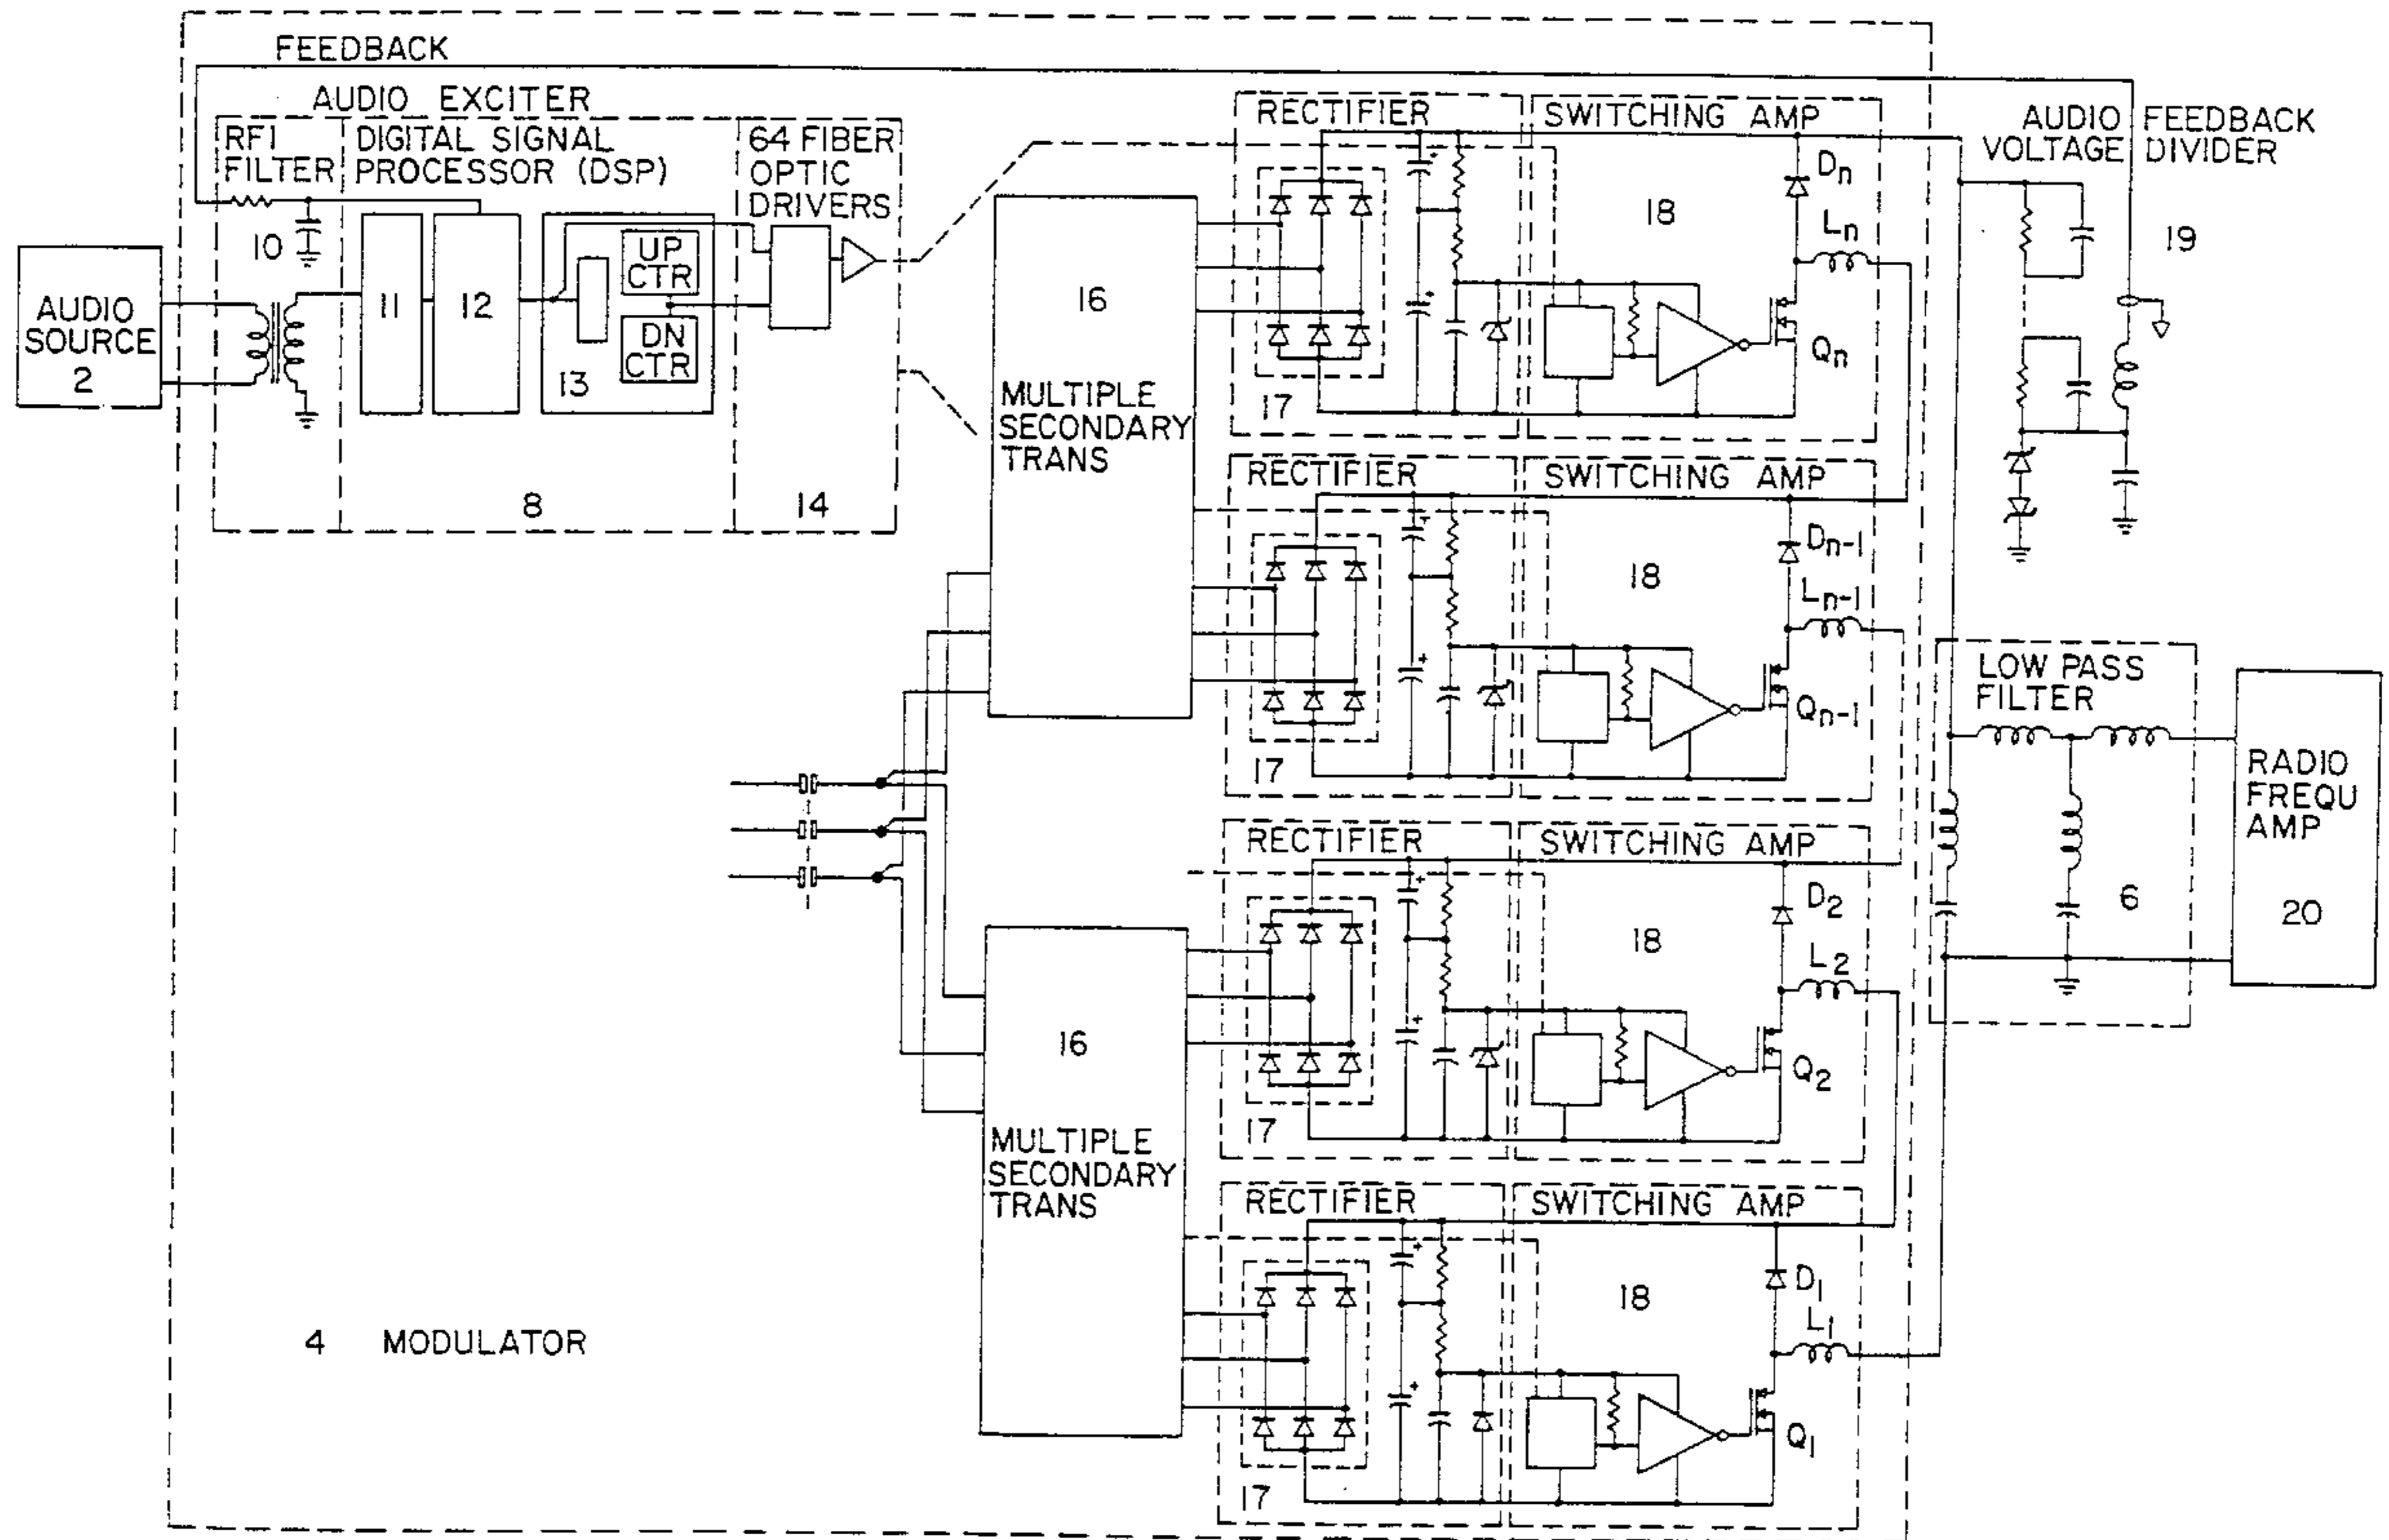 FEEDBACK
AUDIO EXCITER
RFI
FILTER
DIGITAL SIGNAL
PROCESSOR (DSP)
64 FIBER
OPTIC
DRIVERS
10
11
12
UP
CTR
DN
CTR
13
8
14
AUDIO
SOURCE
2
16
MULTIPLE
SECONDARY
TRANS
RECTIFIER
17
SWITCHING AMP
18
Dn
Ln
Qn
AUDIO FEEDBACK
VOLTAGE DIVIDER
19
RECTIFIER
17
SWITCHING AMP
18
Dn-1
Ln-1
Qn-1
LOW PASS
FILTER
6
RADIO
FREQU
AMP
20
RECTIFIER
17
SWITCHING AMP
18
D2
L2
Q2
16
MULTIPLE
SECONDARY
TRANS
RECTIFIER
17
SWITCHING AMP
18
D1
L1
Q1
4 MODULATOR